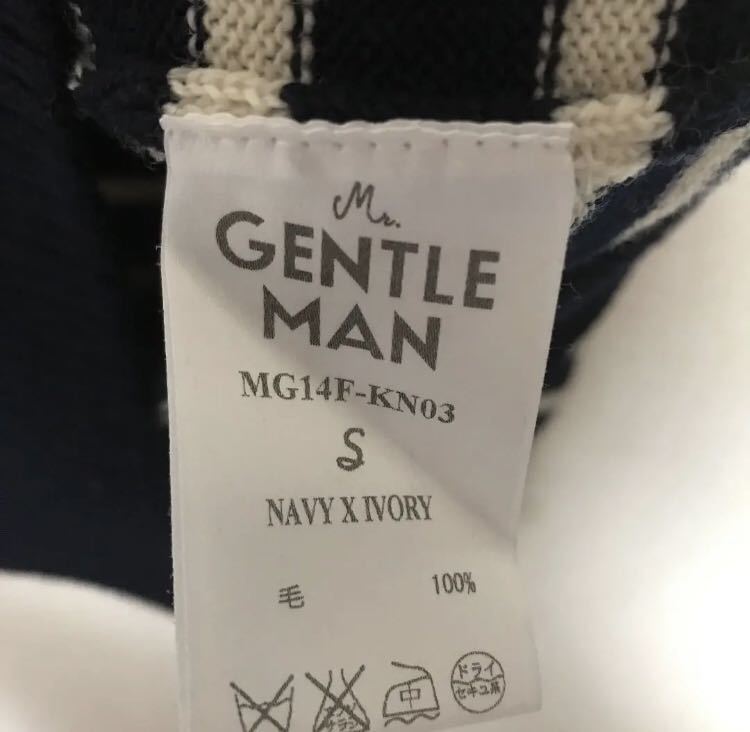 Mr.
GENTLE
MAN
MG14F-KN03
S
NAVY X IVORY
毛 100%
中
ドライ
セキユ系